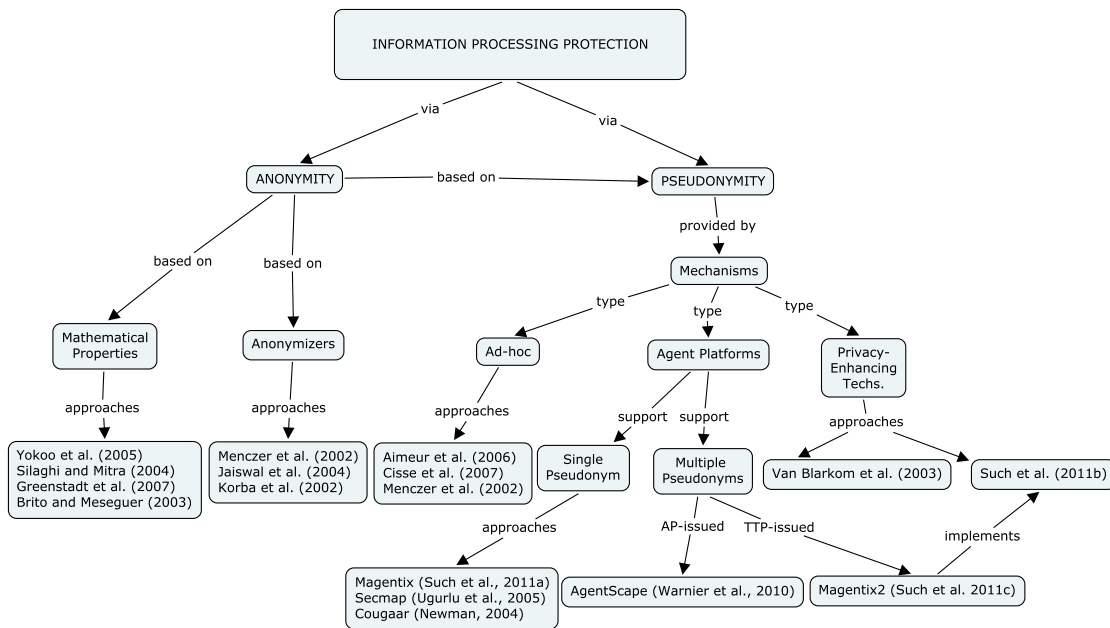 INFORMATION PROCESSING PROTECTION
via
via
ANONYMITY
based on
PSEUDONYMITY
provided by
based on
based on
Mechanisms
type
type
type
Mathematical
Properties
Anonymizers
Ad-hoc
Agent Platforms
Privacy-
Enhancing
Techs.
approaches
approaches
approaches
support
support
approaches
Yokoo et al. (2005)
Silaghi and Mitra (2004)
Greenstadt et al. (2007)
Brito and Meseguer (2003)
Menczer et al. (2002)
Jaiswal et al. (2004)
Korba et al. (2002)
Aimeur et al. (2006)
Cisse et al. (2007)
Menczer et al. (2002)
Single
Pseudonym
Multiple
Pseudonyms
Van Blarkom et al. (2003)
Such et al. (2011b)
approaches
AP-issued
TTP-issued
implements
Magentix (Such et al., 2011a)
Secmap (Ugurlu et al., 2005)
Cougaar (Newman, 2004)
AgentScape (Warnier et al., 2010)
Magentix2 (Such et al. 2011c)